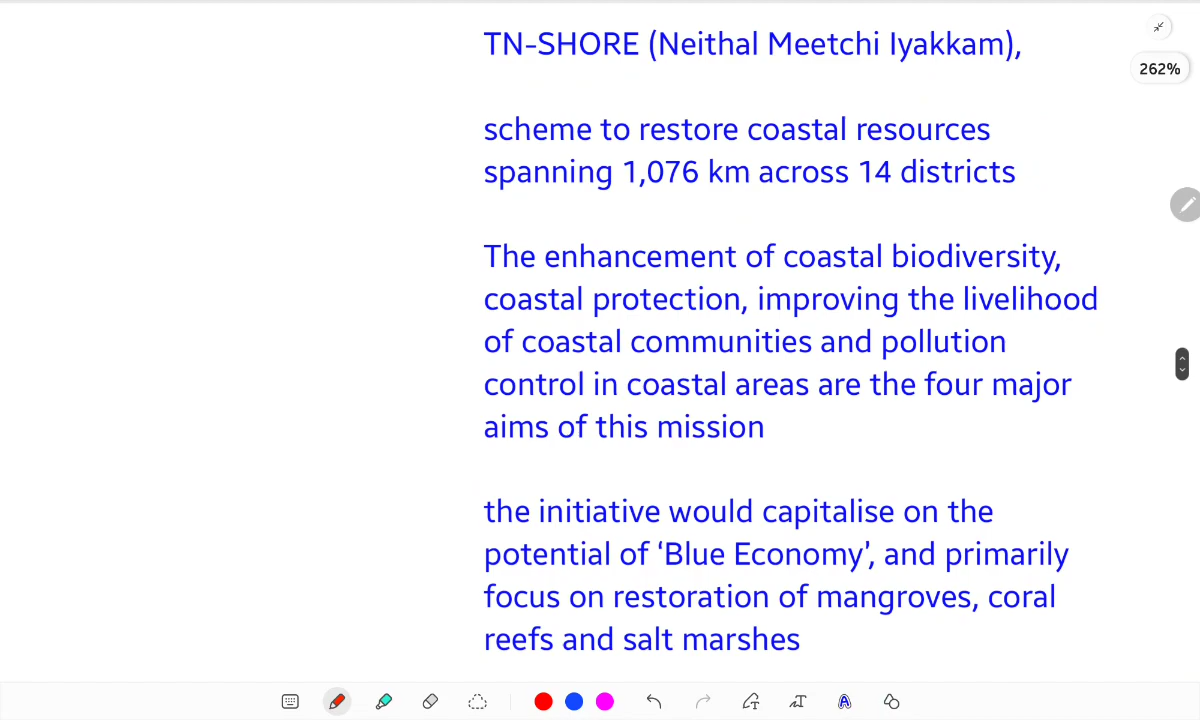 TN-SHORE (Neithal Meetchi Iyakkam),
262%
scheme to restore coastal resources
spanning 1,076 km across 14 districts
The enhancement of coastal biodiversity,
coastal protection, improving the livelihood
of coastal communities and pollution
control in coastal areas are the four major
aims of this mission
the initiative would capitalise on the
potential of ‘Blue Economy’, and primarily
focus on restoration of mangroves, coral
reefs and salt marshes